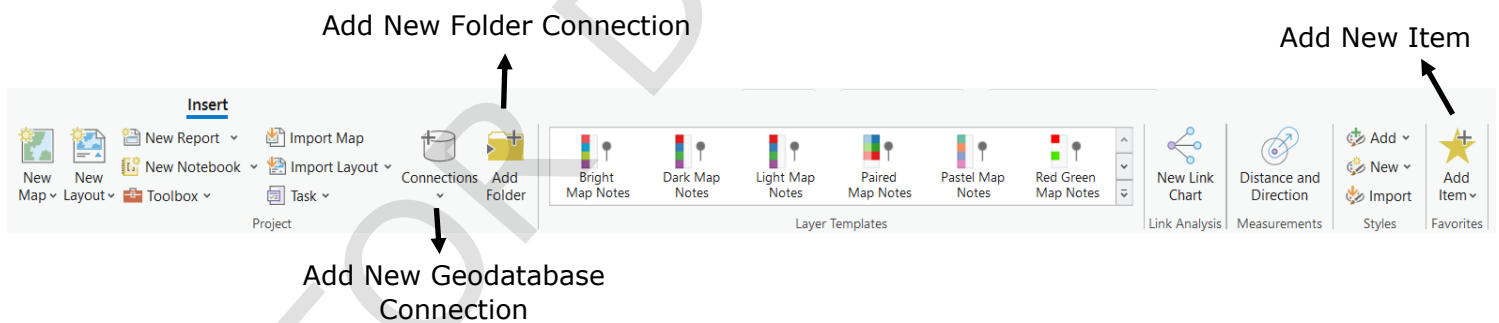 Add New Folder Connection
Add New Item
Insert
New Map
New Layout
New Report
New Notebook
Toolbox
Import Map
Import Layout
Task
Connections
Add Folder
Project
Bright Map Notes
Dark Map Notes
Light Map Notes
Paired Map Notes
Pastel Map Notes
Red Green Map Notes
Layer Templates
New Link Chart
Link Analysis
Distance and Direction
Measurements
Add
New
Import
Styles
Add Item
Favorites
Add New Geodatabase
Connection